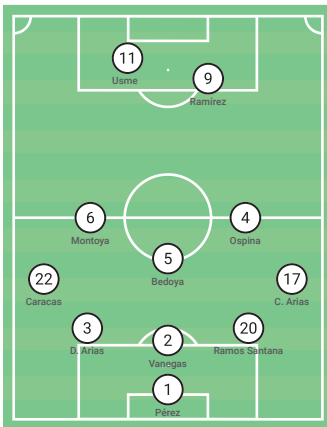 11
Usme
9
Ramírez
6
Montoya
4
Ospina
5
Bedoya
22
Caracas
17
C. Arias
3
D. Arias
2
Vanegas
20
Ramos Santana
1
Pérez